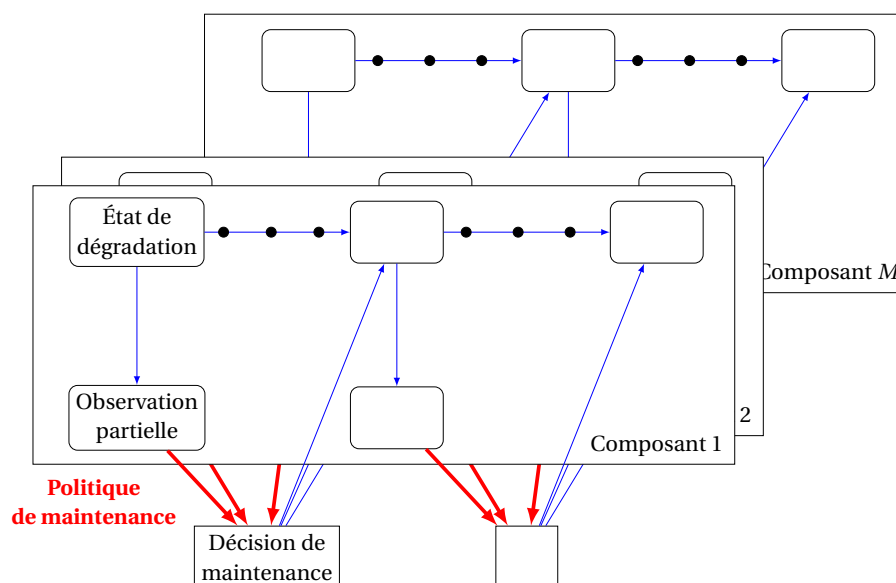 État de
dégradation
Composant M
Observation
partielle
2
Composant 1
Politique
de maintenance
Décision de
maintenance